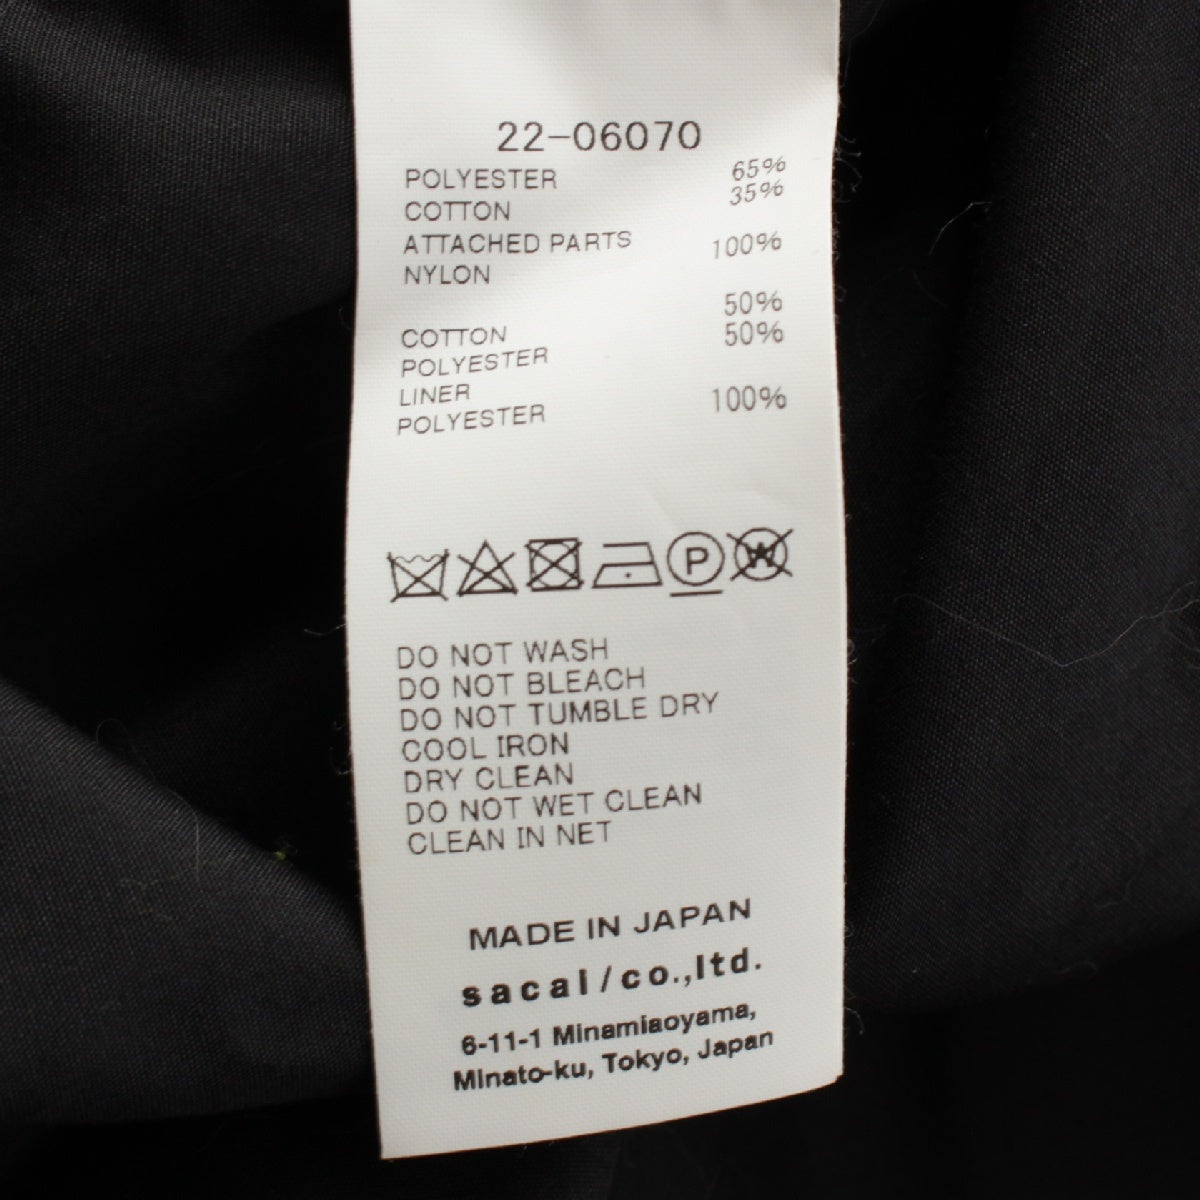 22-06070
POLYESTER 65%
COTTON 35%
ATTACHED PARTS
NYLON 100%
COTTON 50%
POLYESTER 50%
LINER
POLYESTER 100%
P W
DO NOT WASH
DO NOT BLEACH
DO NOT TUMBLE DRY
COOL IRON
DRY CLEAN
DO NOT WET CLEAN
CLEAN IN NET
MADE IN JAPAN
sacai/co.,ltd.
6-11-1 Minamiaoyama,
Minato-ku, Tokyo, Japan